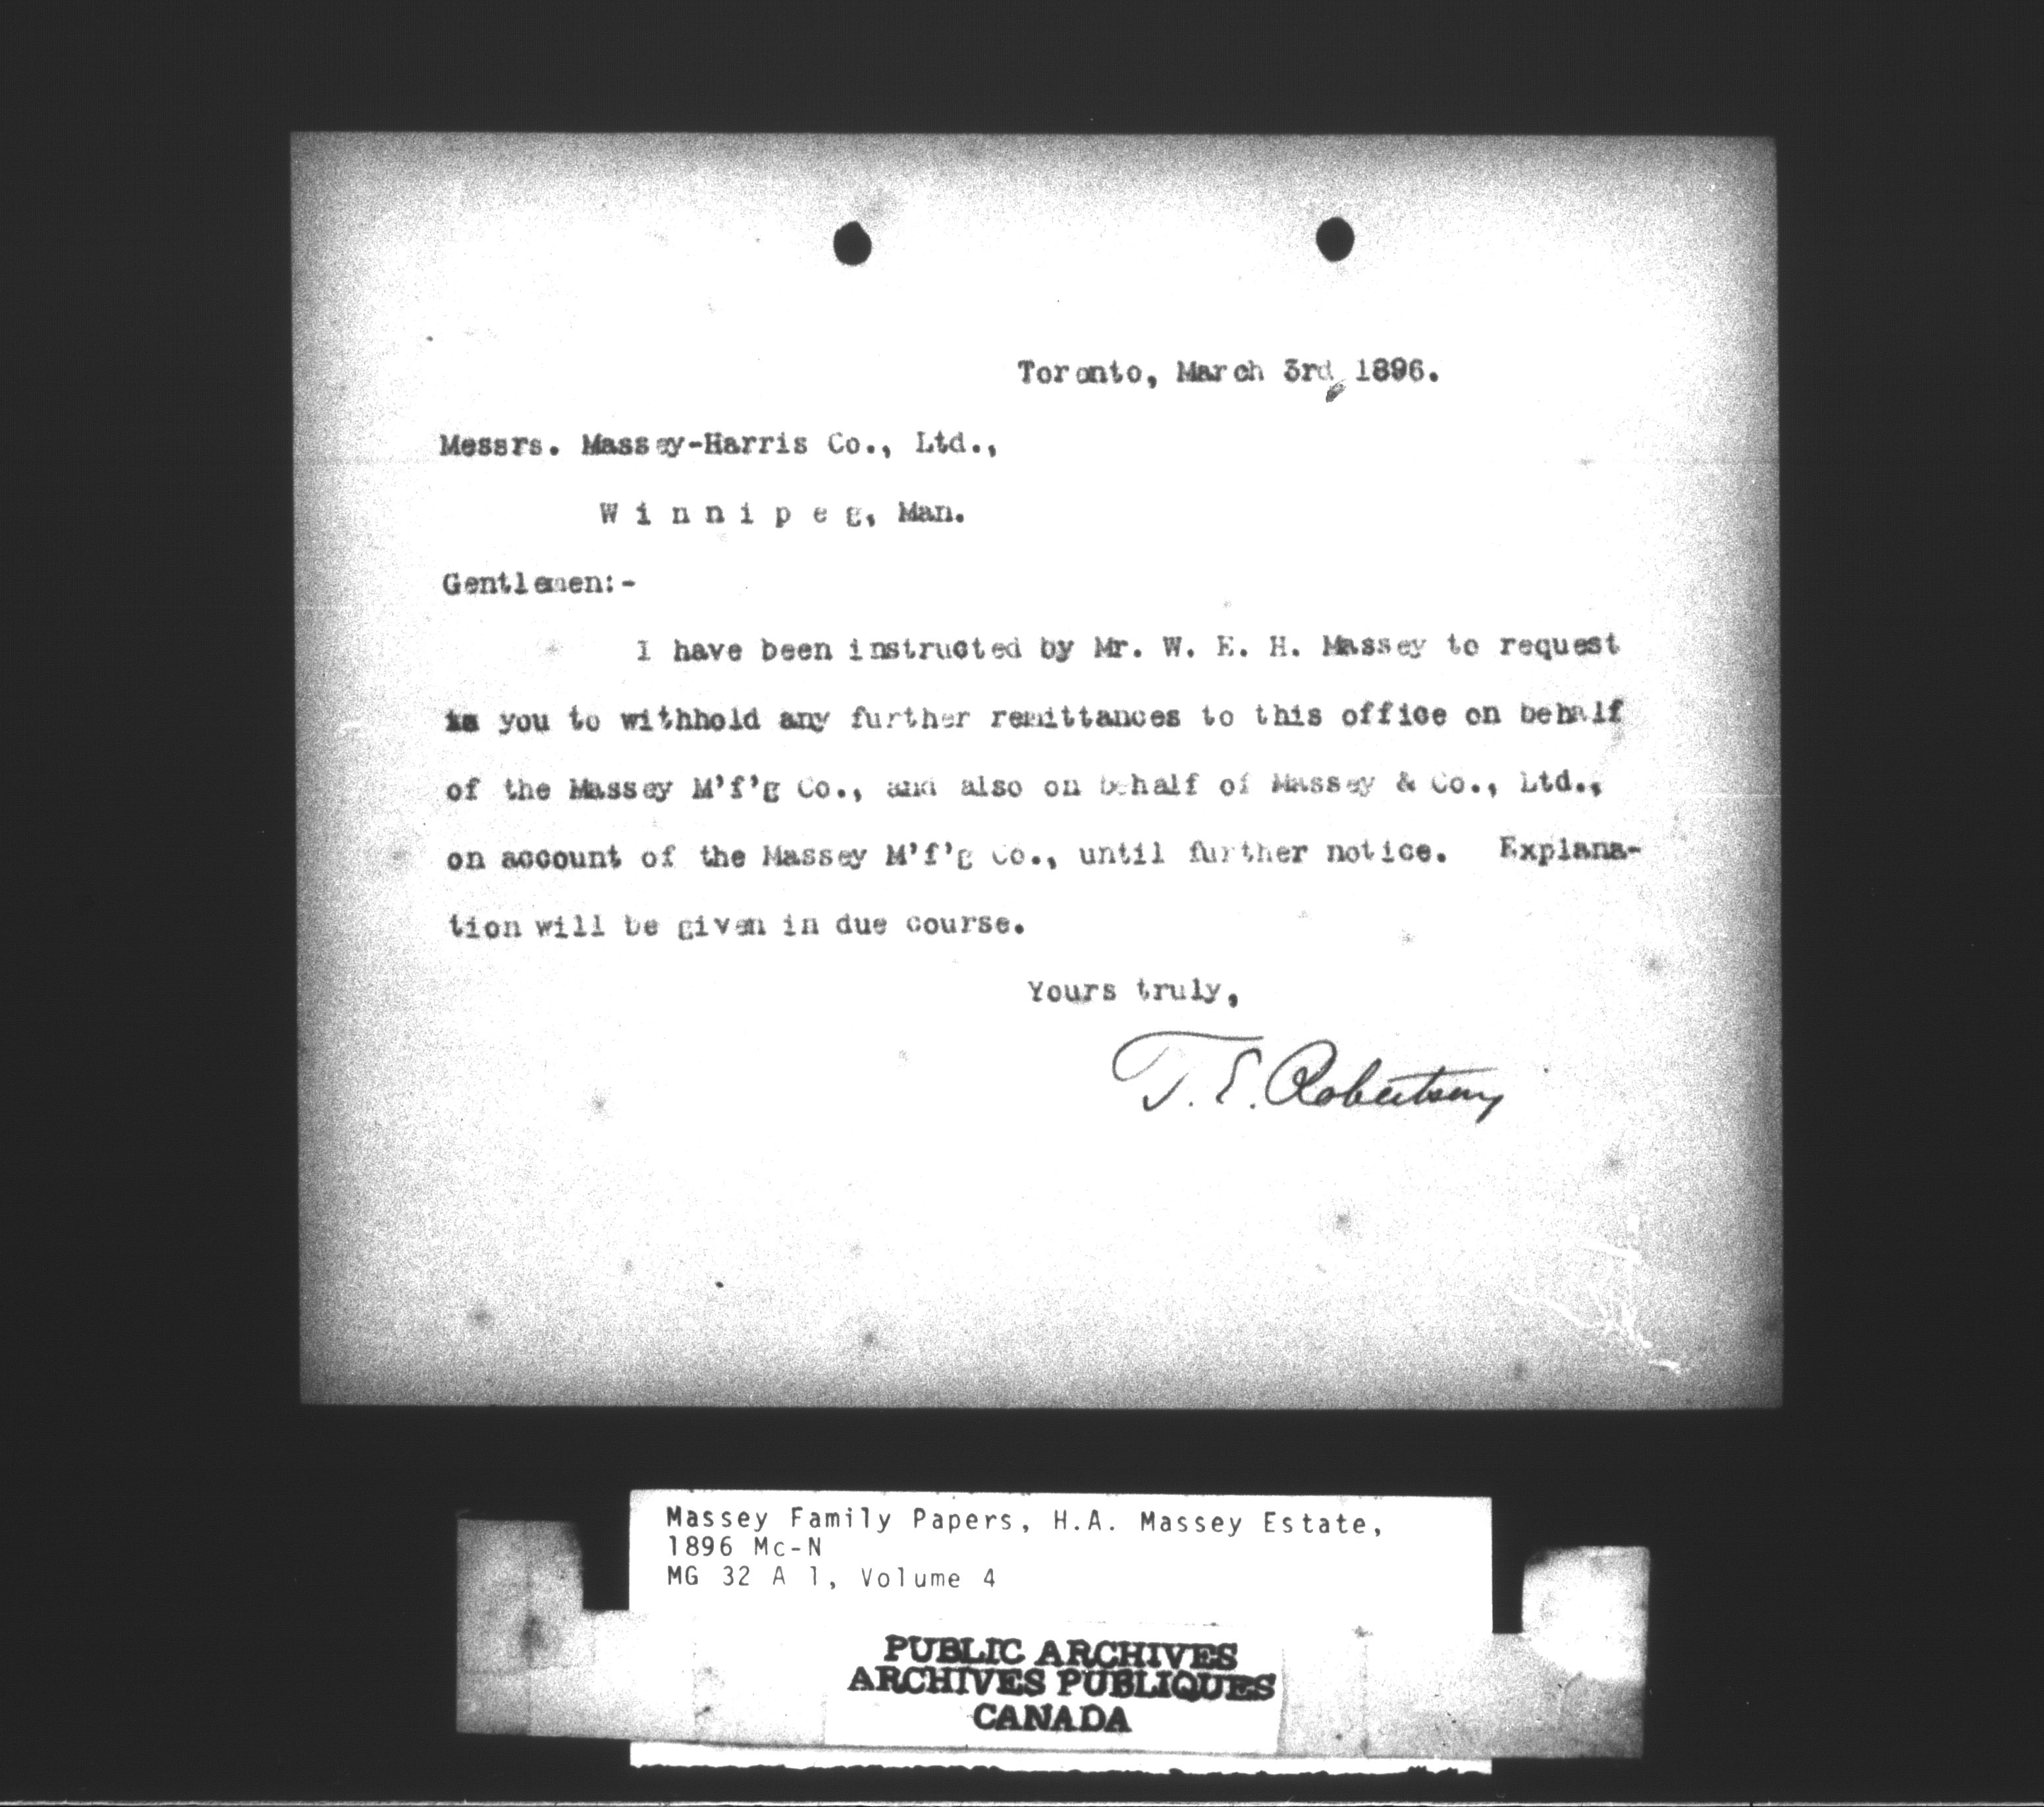 Toronto, March 3rd, 1896.
Messrs. Massey-Harris Co., Ltd.,
W i n n i p e g, Man.
Gentlemen:-
I have been instructed by Mr. W. E. H. Massey to request
you to withhold any further remittances to this office on behalf
of the Massey M'f'g Co., and also on behalf of Massey & Co., Ltd.,
on account of the Massey M'f'g Co., until further notice. Explana-
tion will be given in due course.
Yours truly,
T. E. Robertson
Massey Family Papers, H.A. Massey Estate,
1896 Mc-N
MG 32 A 1, Volume 4
PUBLIC ARCHIVES
ARCHIVES PUBLIQUES
CANADA